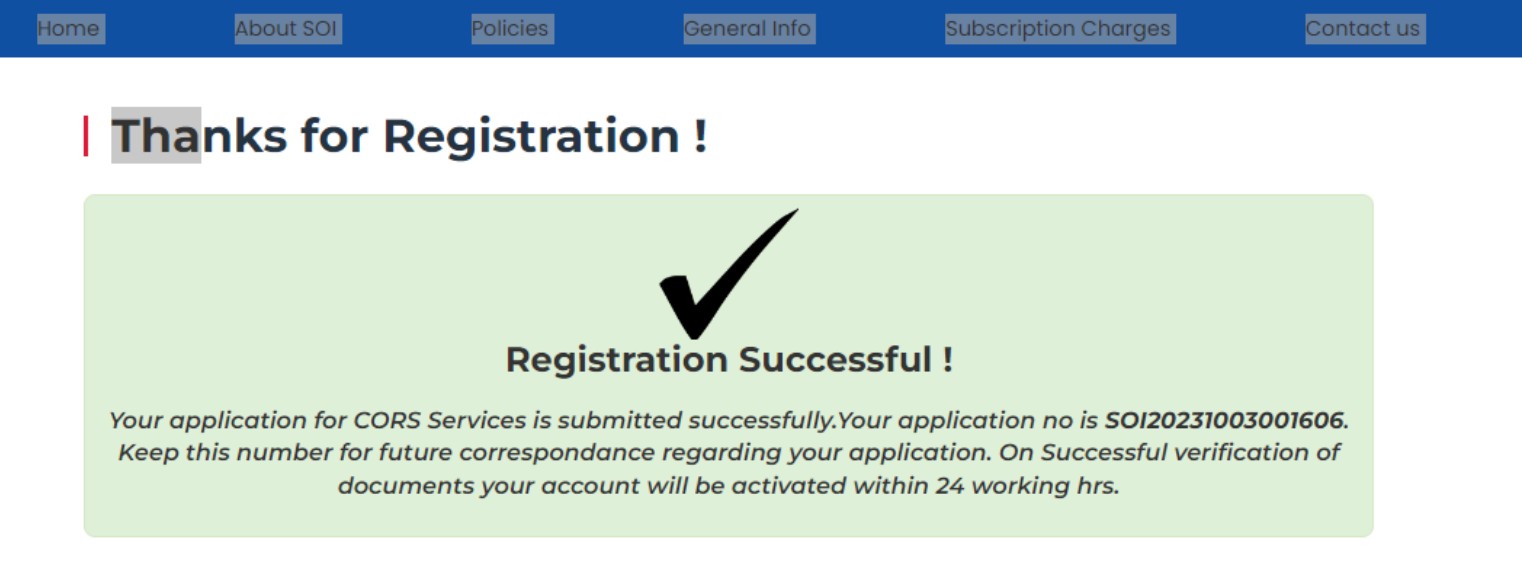 Home About SOI Policies General Info Subscription Charges Contact us
Thanks for Registration !
Registration Successful !
Your application for CORS Services is submitted successfully.Your application no is SOI20231003001606.
Keep this number for future correspondance regarding your application. On Successful verification of
documents your account will be activated within 24 working hrs.